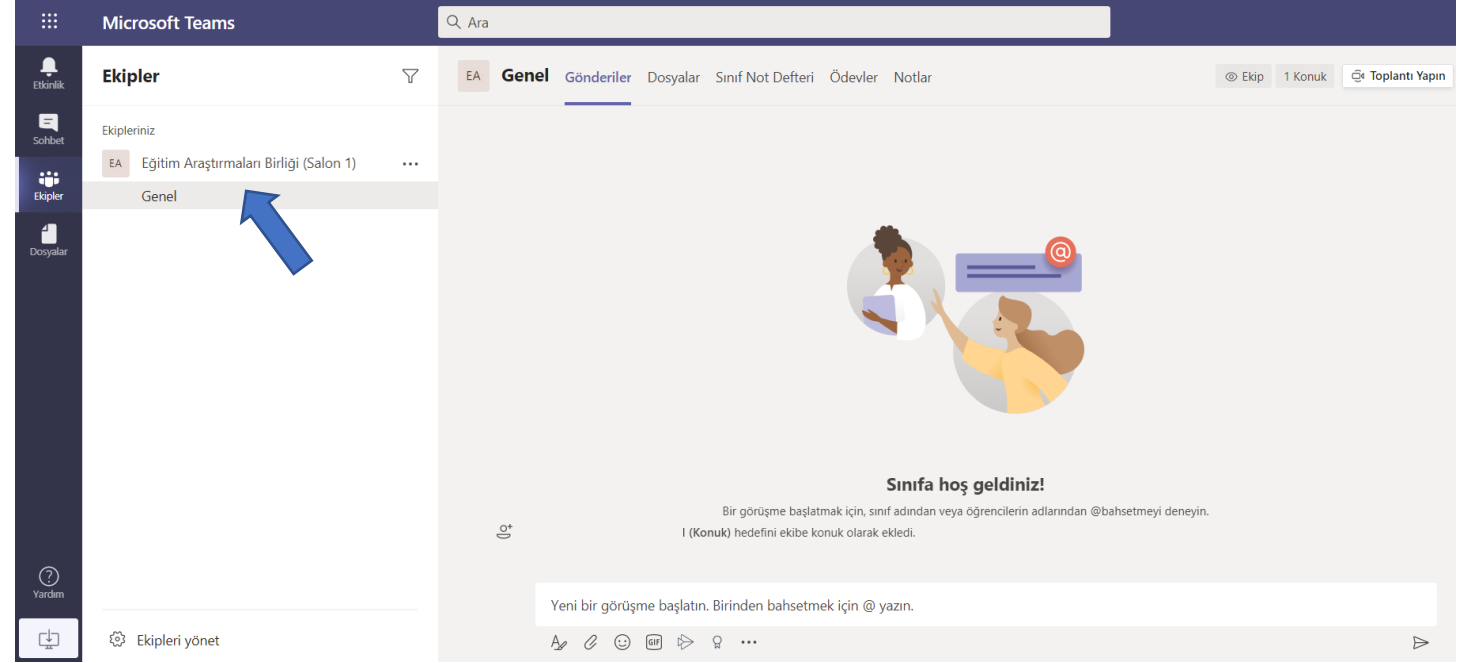 Microsoft Teams
Ara
Etkinlik
Sohbet
Ekipler
Dosyalar
Yardım
Ekipler
Ekipleriniz
EA Eğitim Araştırmaları Birliği (Salon 1) ...
Genel
Ekipleri yönet
EA Genel Gönderiler Dosyalar Sınıf Not Defteri Ödevler Notlar
Ekip 1 Konuk Toplantı Yapın
@
Sınıfa hoş geldiniz!
Bir görüşme başlatmak için, sınıf adından veya öğrencilerin adlarından @bahsetmeyi deneyin.
l (Konuk) hedefini ekibe konuk olarak ekledi.
Yeni bir görüşme başlatın. Birinden bahsetmek için @ yazın.
GIF